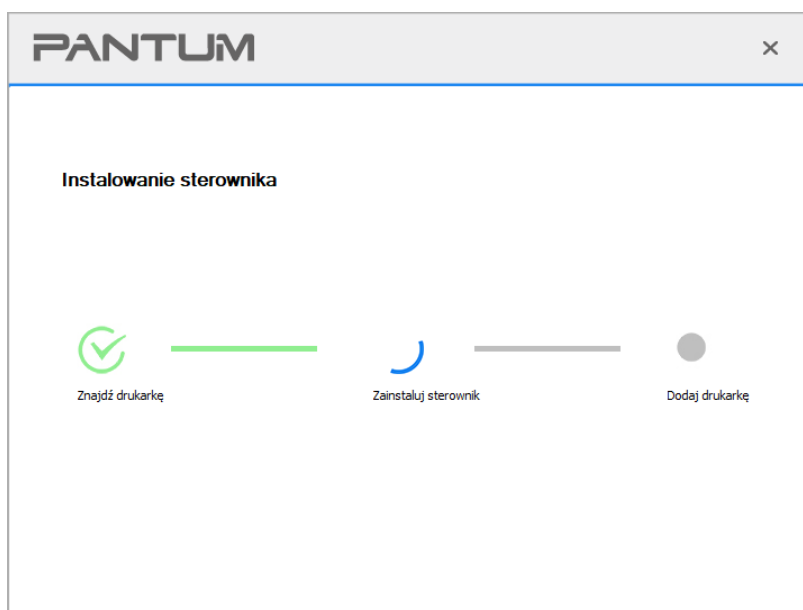 PANTUM
Instalowanie sterownika
Znajdź drukarkę
Zainstaluj sterownik
Dodaj drukarkę